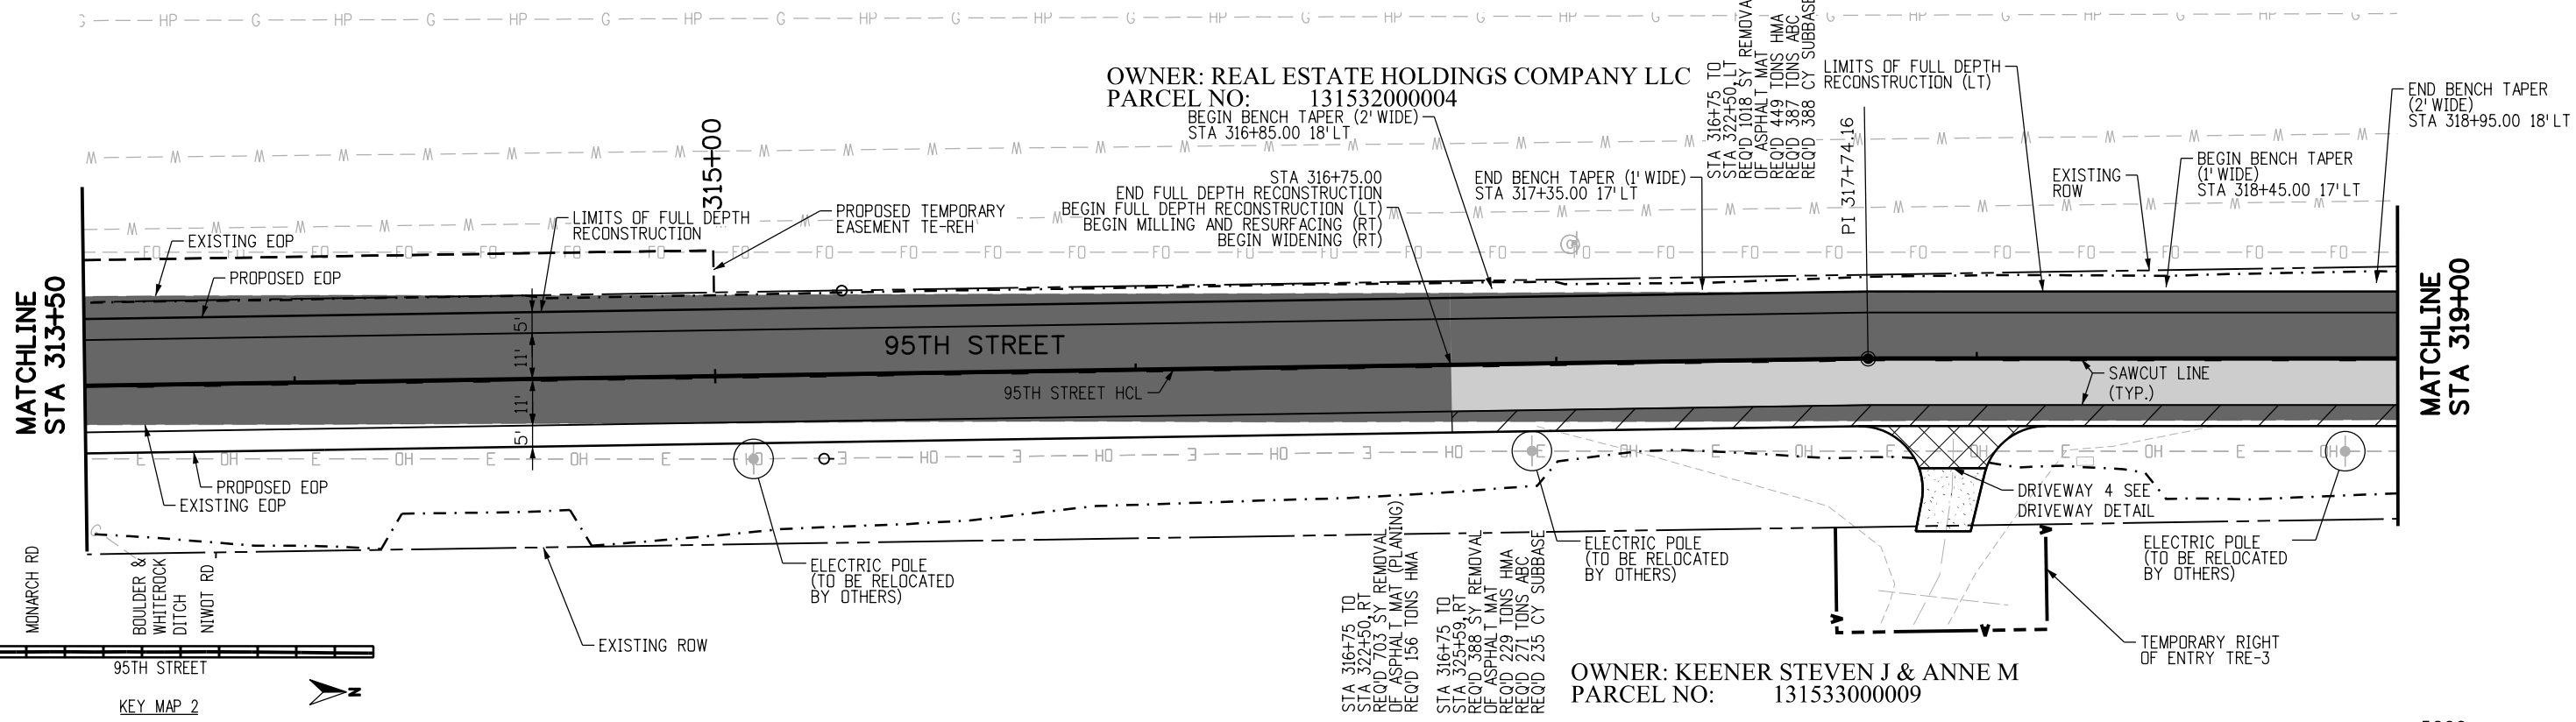 OWNER: REAL ESTATE HOLDINGS COMPANY LLC
PARCEL NO: 131532000004
BEGIN BENCH TAPER (2' WIDE)
STA 316+85.00 18' LT
STA 316+75 TO
STA 322+50, LT
REQ'D 1018 SY REMOVAL
OF ASPHALT MAT
REQ'D 449 TONS HMA
REQ'D 387 TONS ABC
REQ'D 388 CY SUBBASE
LIMITS OF FULL DEPTH
RECONSTRUCTION (LT)
PI 317+74.16
END BENCH TAPER
(2' WIDE)
STA 318+95.00 18' LT
315+00
STA 316+75.00
END FULL DEPTH RECONSTRUCTION
BEGIN FULL DEPTH RECONSTRUCTION (LT)
BEGIN MILLING AND RESURFACING (RT)
BEGIN WIDENING (RT)
END BENCH TAPER (1' WIDE)
STA 317+35.00 17' LT
EXISTING
ROW
BEGIN BENCH TAPER
(1' WIDE)
STA 318+45.00 17' LT
EXISTING EOP
PROPOSED EOP
LIMITS OF FULL DEPTH
RECONSTRUCTION
PROPOSED TEMPORARY
EASEMENT TE-REH
MATCHLINE
STA 313+50
5'
11'
11'
5'
95TH STREET
95TH STREET HCL
SAWCUT LINE
(TYP.)
MATCHLINE
STA 319+00
PROPOSED EOP
EXISTING EOP
ELECTRIC POLE
(TO BE RELOCATED
BY OTHERS)
EXISTING ROW
STA 316+75 TO
STA 322+50, RT
REQ'D 703 SY REMOVAL
OF ASPHALT MAT (PLANING)
REQ'D 156 TONS HMA
STA 316+75 TO
STA 325+59, RT
REQ'D 388 SY REMOVAL
OF ASPHALT MAT
REQ'D 229 TONS HMA
REQ'D 271 TONS ABC
REQ'D 235 CY SUBBASE
ELECTRIC POLE
(TO BE RELOCATED
BY OTHERS)
DRIVEWAY 4 SEE
DRIVEWAY DETAIL
ELECTRIC POLE
(TO BE RELOCATED
BY OTHERS)
TEMPORARY RIGHT
OF ENTRY TRE-3
OWNER: KEENER STEVEN J & ANNE M
PARCEL NO: 131533000009
MONARCH RD
BOULDER &
WHITEROCK
DITCH
NIWOT RD
95TH STREET
KEY MAP 2
N